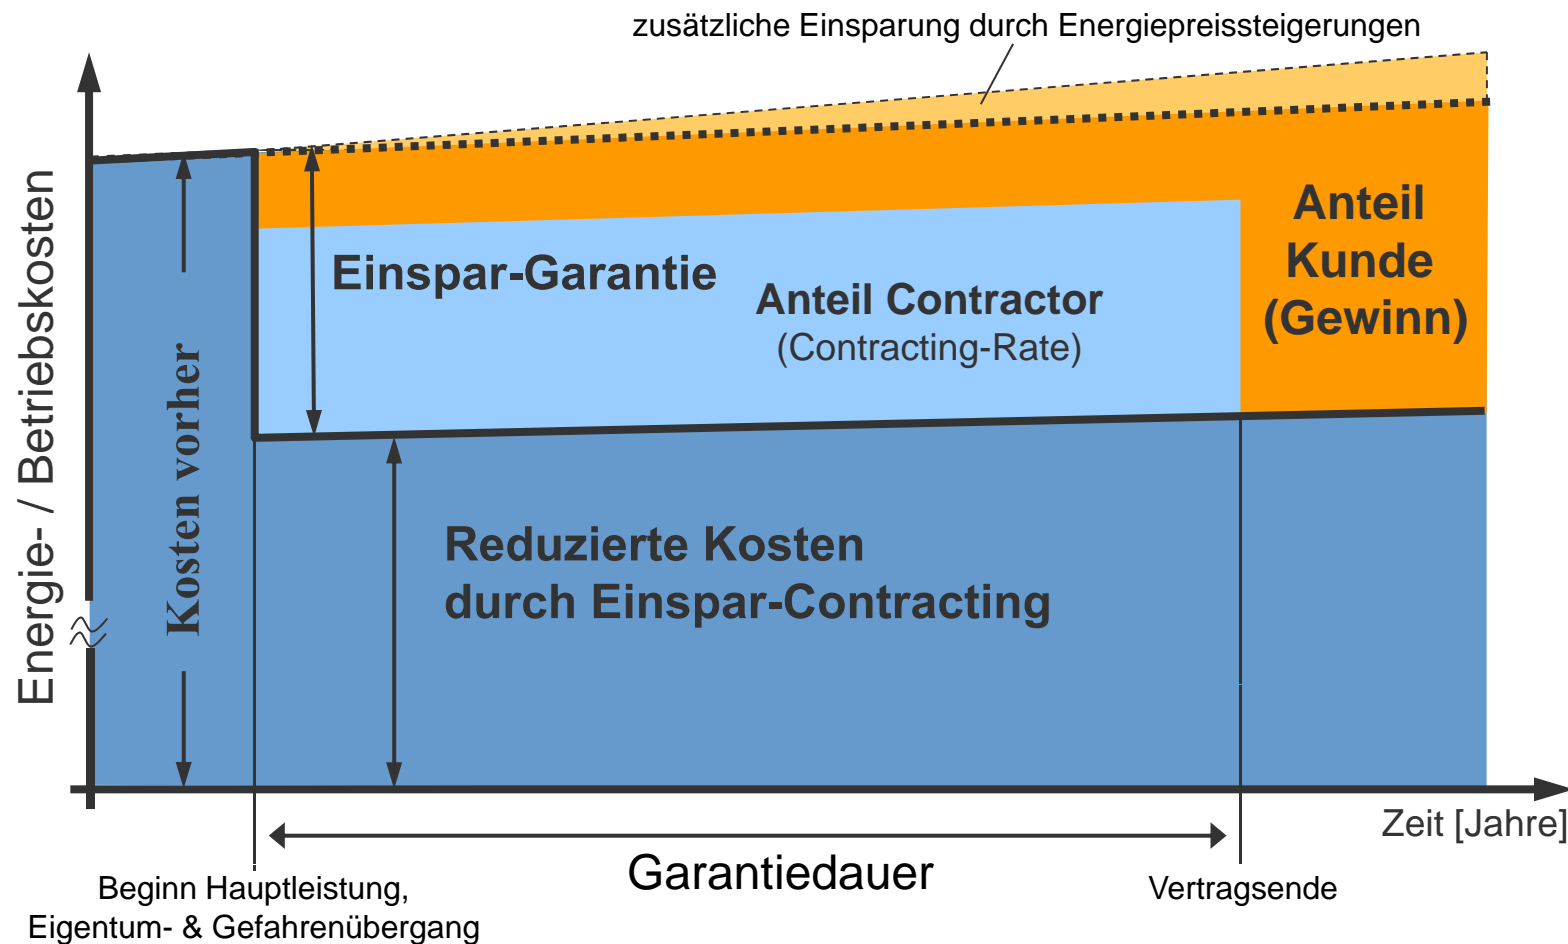 zusätzliche Einsparung durch Energiepreissteigerungen
Energie- / Betriebskosten
Kosten vorher
Einspar-Garantie
Anteil Contractor
(Contracting-Rate)
Anteil
Kunde
(Gewinn)
Reduzierte Kosten
durch Einspar-Contracting
Zeit [Jahre]
Garantiedauer
Beginn Hauptleistung,
Eigentum- & Gefahrenübergang
Vertragsende